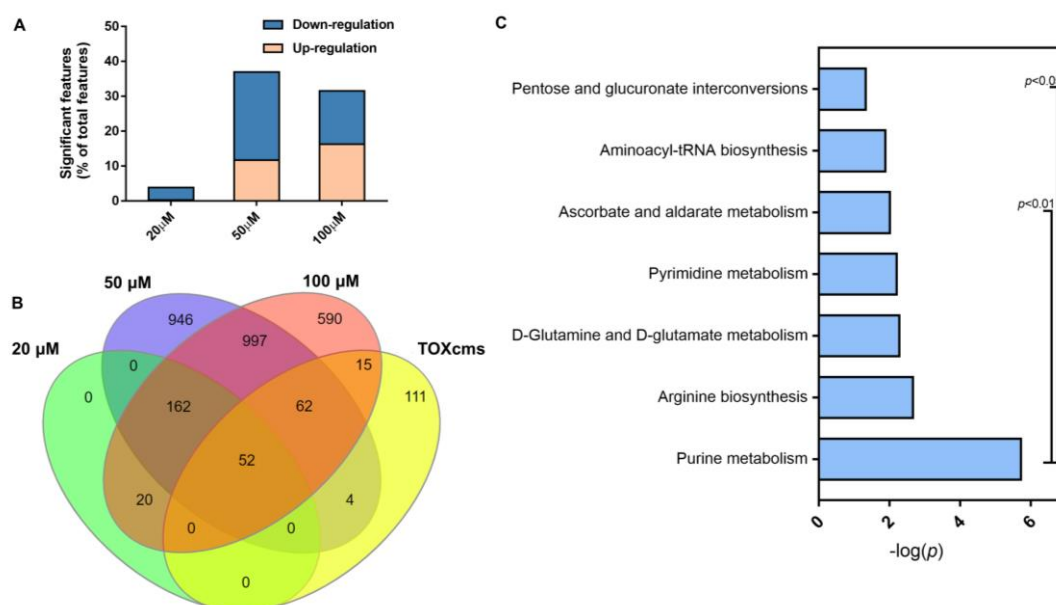 A
Significant features
(% of total features)
50
40
30
20
10
0
Down-regulation
Up-regulation
20µM
50µM
100µM
B
50 µM
100 µM
20 µM
TOXcms
946
590
997
0
15
0
111
162
62
52
20
4
0
0
0
C
Pentose and glucuronate interconversions
Aminoacyl-tRNA biosynthesis
Ascorbate and aldarate metabolism
Pyrimidine metabolism
D-Glutamine and D-glutamate metabolism
Arginine biosynthesis
Purine metabolism
p<0.0
p<0.01
0
2
4
6
-log(p)